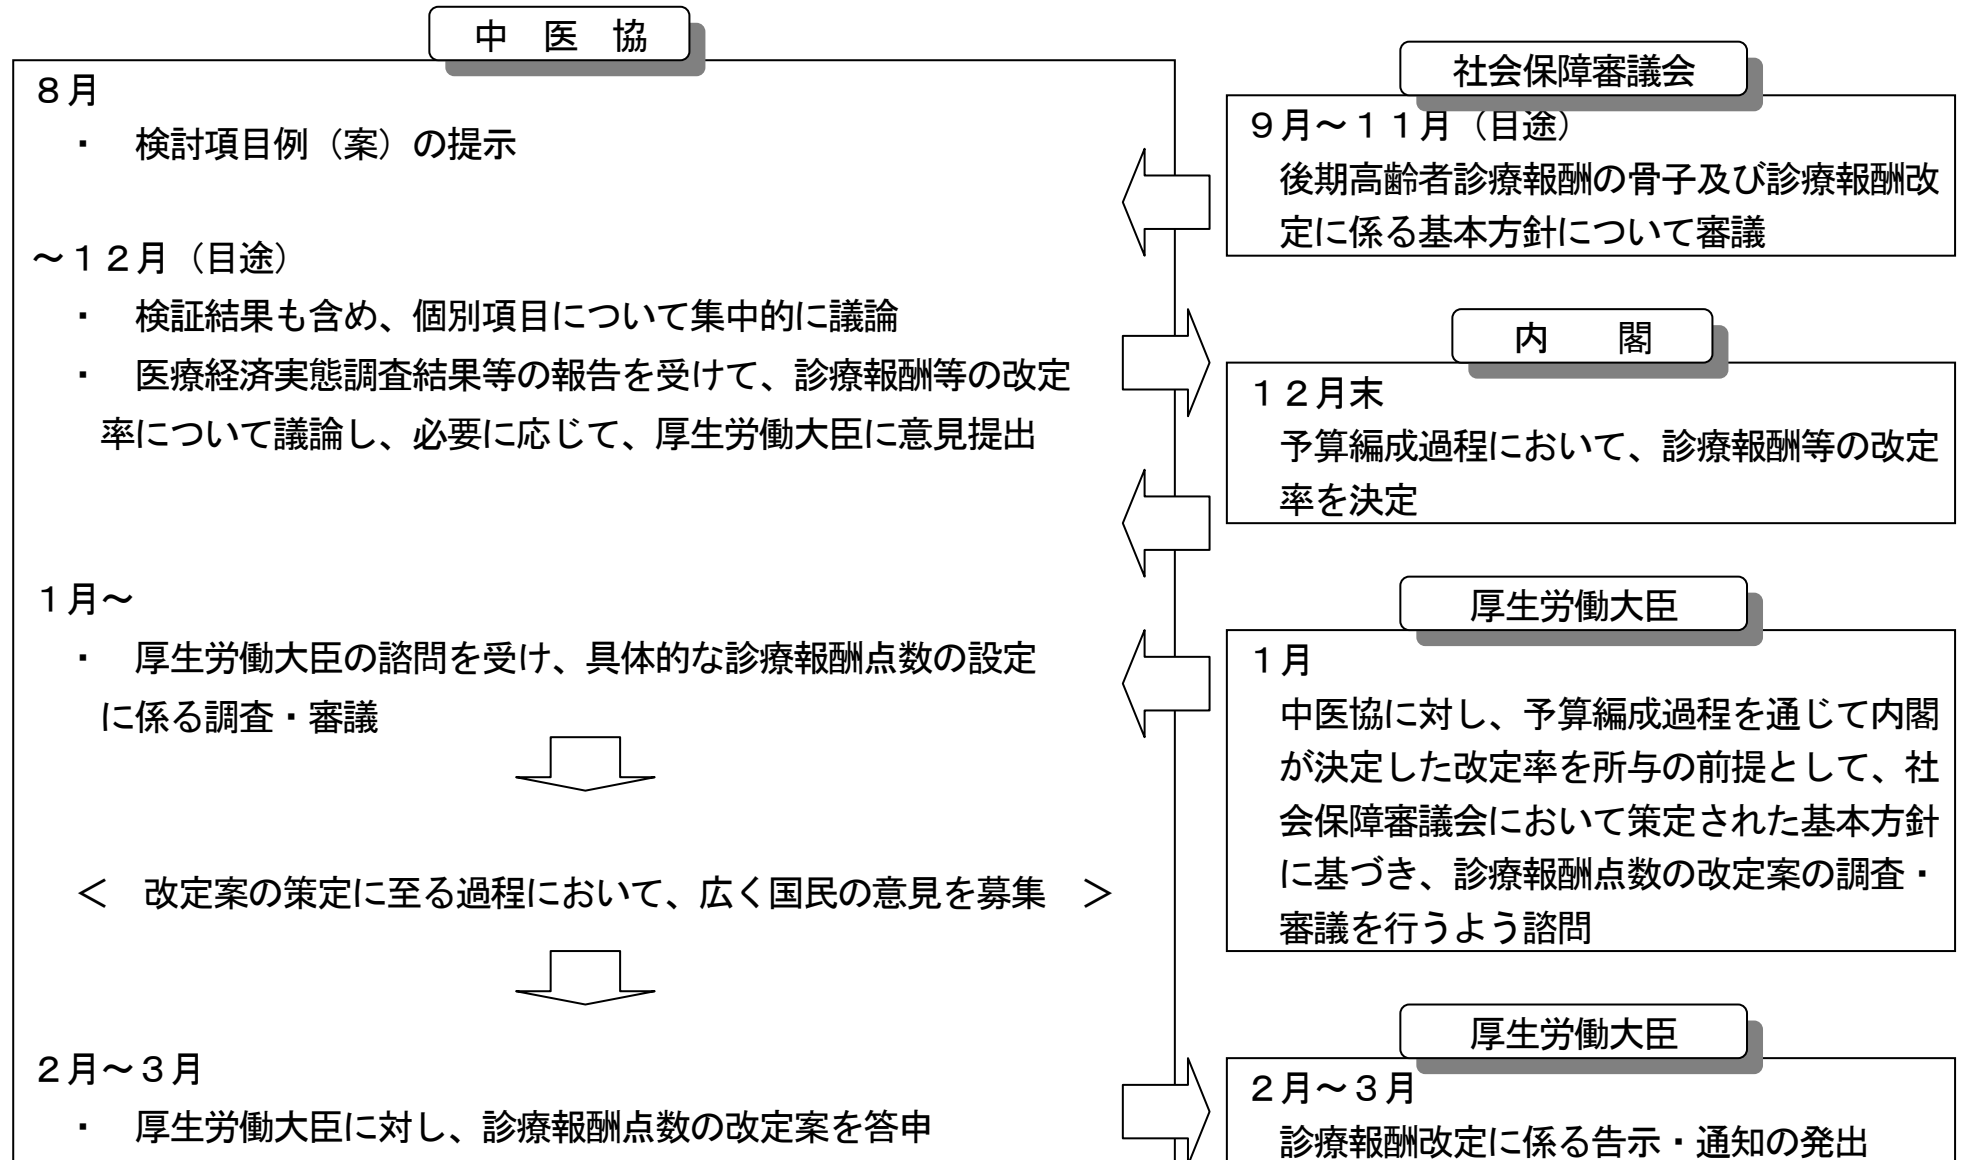 中　医　協
８月
・　検討項目例（案）の提示
～１２月（目途）
・　検証結果も含め、個別項目について集中的に議論
・　医療経済実態調査結果等の報告を受けて、診療報酬等の改定
率について議論し、必要に応じて、厚生労働大臣に意見提出
１月～
・　厚生労働大臣の諮問を受け、具体的な診療報酬点数の設定
に係る調査・審議
＜　改定案の策定に至る過程において、広く国民の意見を募集　＞
２月～３月
・　厚生労働大臣に対し、診療報酬点数の改定案を答申
社会保障審議会
９月～１１月（目途）
後期高齢者診療報酬の骨子及び診療報酬改
定に係る基本方針について審議
内　　閣
１２月末
予算編成過程において、診療報酬等の改定
率を決定
厚生労働大臣
１月
中医協に対し、予算編成過程を通じて内閣
が決定した改定率を所与の前提として、社
会保障審議会において策定された基本方針
に基づき、診療報酬点数の改定案の調査・
審議を行うよう諮問
厚生労働大臣
２月～３月
診療報酬改定に係る告示・通知の発出